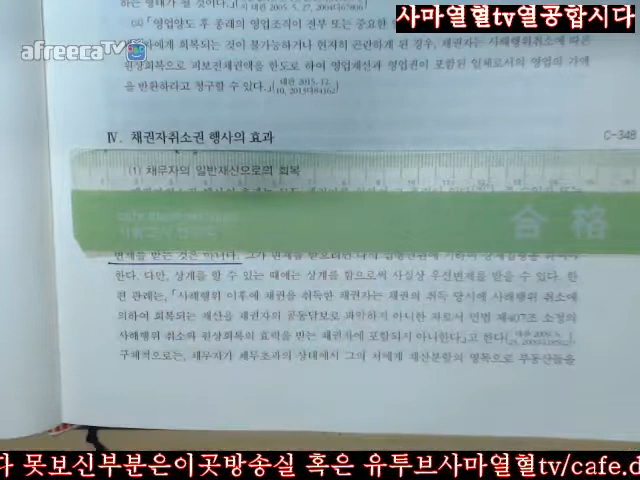 하는 형태가 될 것이다.」
사마열혈tv열공합시다
afreecaTV
(2)「영업양도 후 종래의 영업조직이 전부 또는 중요한
에게 회복되는 것이 불가능하거나 현저히 곤란하게 된 경우, 채권자는 사해행위취소에 따른
원상회복으로 피보전채권액을 한도로 하여 영업재산과 영업권이 포함된 일체로서의 영업의 가액
을 반환하라고 청구할 수 있다.」
Ⅳ. 채권자취소권 행사의 효과
C-348
(1) 채무자의 일반재산으로의 회복
合格
변제를 받는 것은 아니다.
한다. 다만, 상계를 할 수 있는 때에는 상계를 함으로써 사실상 우선변제를 받을 수 있다. 한
편 판례는,「사해행위 이후에 채권을 취득한 채권자는 채권의 취득 당시에 사해행위 취소에
의하여 회복되는 재산을 채권자의 공동담보로 파악하지 아니한 자로서 민법 제407조 소정의
사해행위 취소와 원상회복의 효력을 받는 채권자에 포함되지 아니한다」고 한다
구체적으로는, 채무자가 채무초과의 상태에서 그의 처에게 재산분할의 명목으로 부동산들을
다 못보신부분은이곳방송실 혹은 유투브사마열혈tv/cafe.d